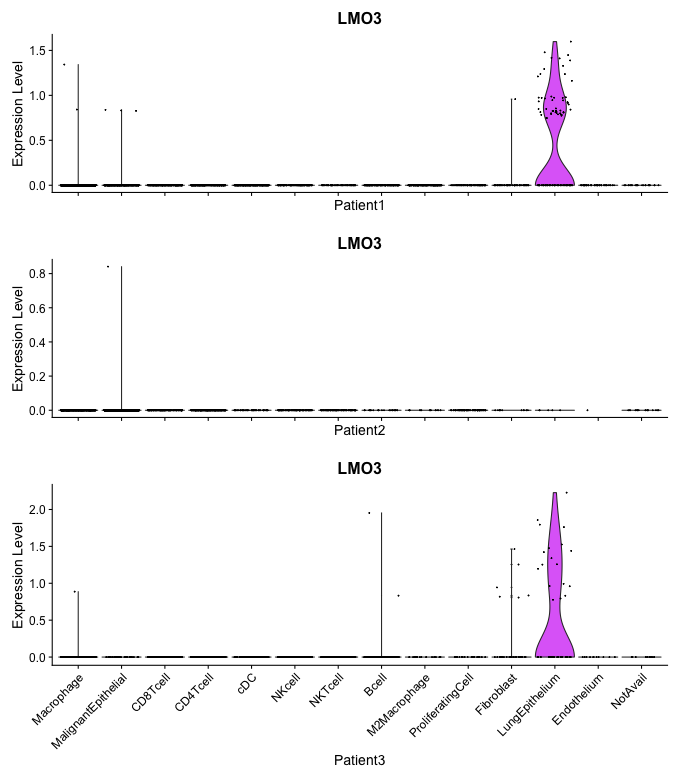 LMO3
Expression Level
1.5
1.0
0.5
0.0
Patient1
LMO3
Expression Level
0.8
0.6
0.4
0.2
0.0
Patient2
LMO3
Expression Level
2.0
1.5
1.0
0.5
0.0
Macrophage
MalignantEpithelial
CD8Tcell
CD4Tcell
cDC
NKcell
NKTcell
Bcell
M2Macrophage
ProliferatingCell
Fibroblast
LungEpithelium
Endothelium
NotAvail
Patient3